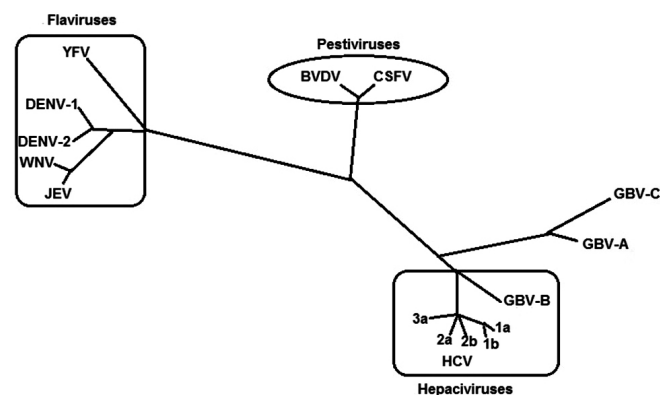 Flaviruses
YFV
DENV-1
DENV-2
WNV
JEV
Pestiviruses
BVDV CSFV
GBV-C
GBV-A
GBV-B
3a
2a
2b
1a
1b
HCV
Hepaciviruses